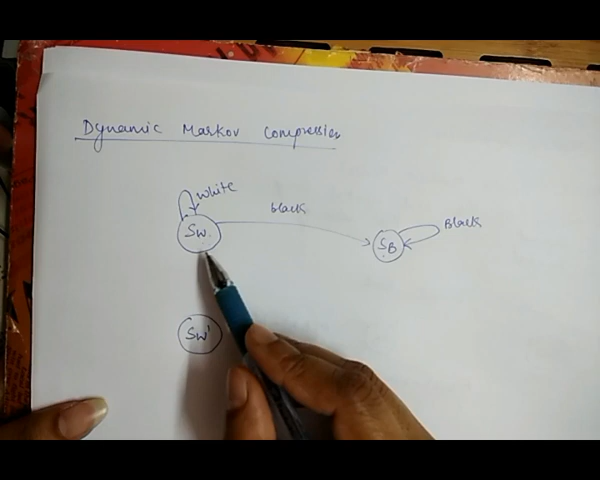 Dynamic Markov Compression
White
Black
Sw
SB
Black
Sw'